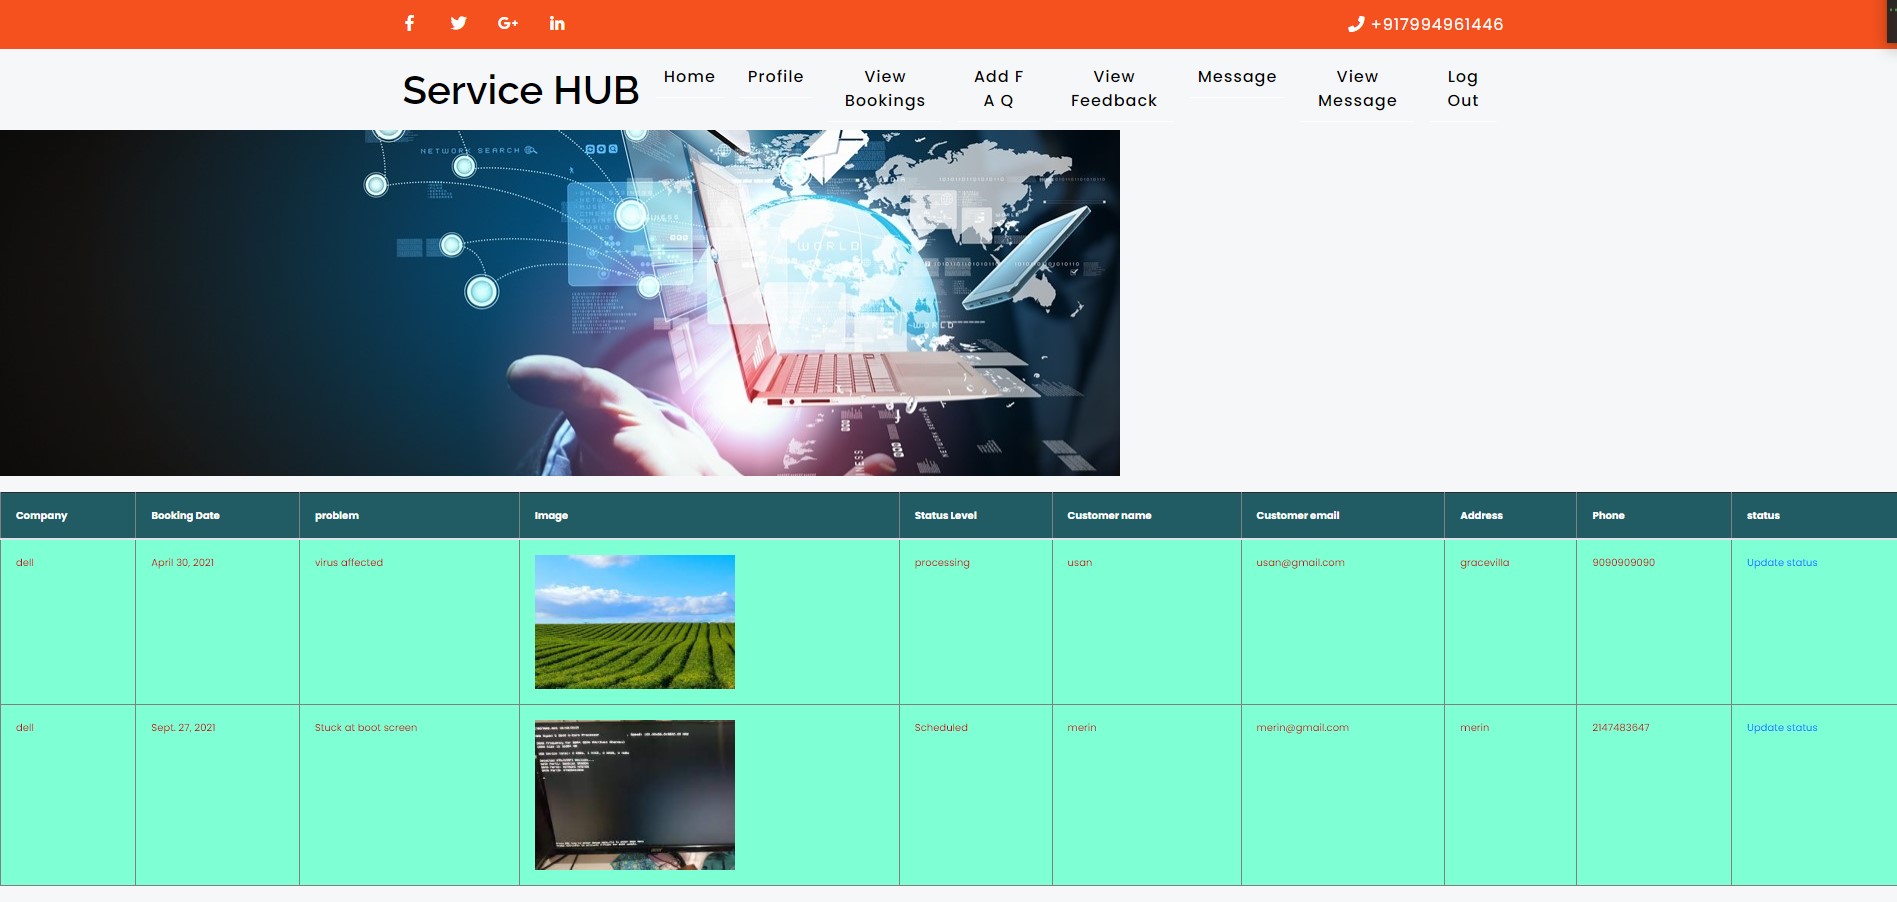 +917994961446
Service HUB
Home
Profile
View
Bookings
Add F
A Q
View
Feedback
Message
View
Message
Log
Out
NETWORK SEARCH
WORLD
WORLD
Company Booking Date problem Image Status Level Customer name Customer email Address Phone status
dell April 30, 2021 virus affected processing usan usan@gmail.com gracevilla 9090909090 Update status
dell Sept. 27, 2021 Stuck at boot screen Scheduled merin merin@gmail.com merin 2147483647 Update status